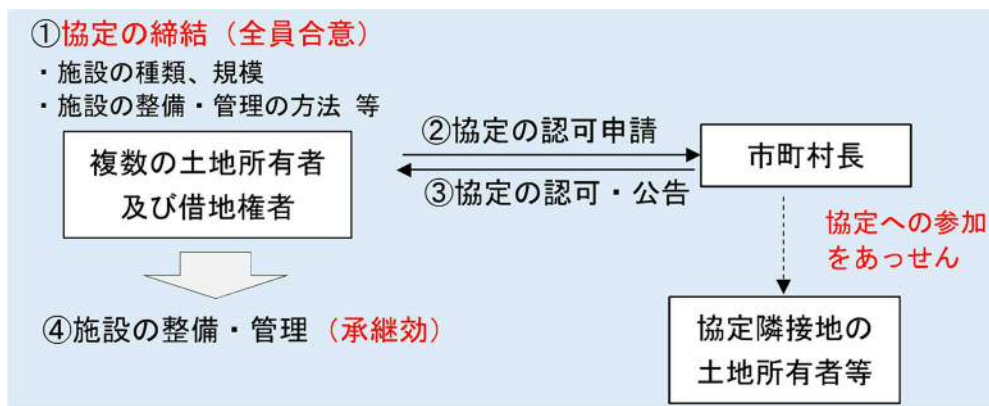 ①協定の締結（全員合意）
・施設の種類、規模
・施設の整備・管理の方法 等
複数の土地所有者
及び借地権者
②協定の認可申請
③協定の認可・公告
市町村長
協定への参加
をあっせん
④施設の整備・管理（承継効）
協定隣接地の
土地所有者等